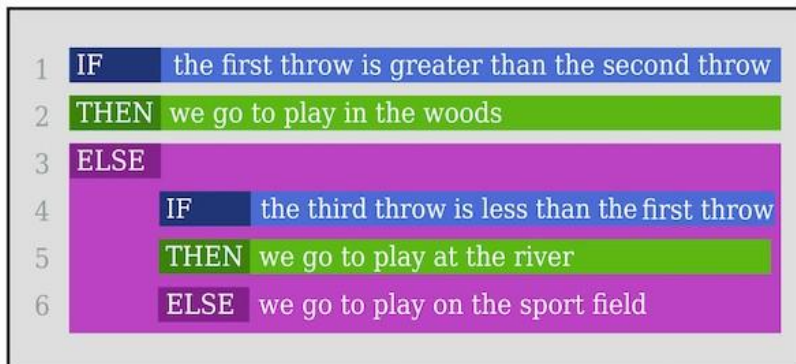 1 IF the first throw is greater than the second throw
2 THEN we go to play in the woods
3 ELSE
4 IF the third throw is less than the first throw
5 THEN we go to play at the river
6 ELSE we go to play on the sport field